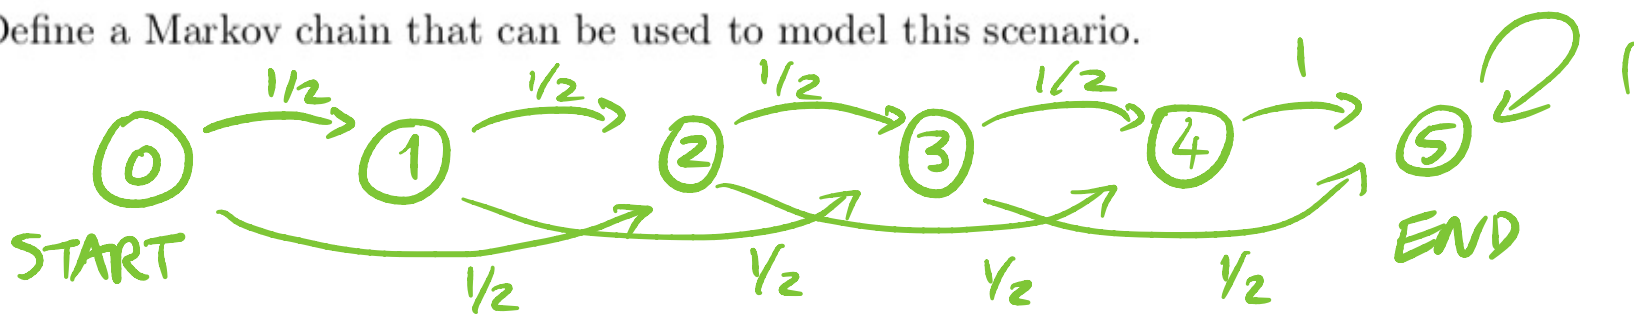 Define a Markov chain that can be used to model this scenario.
1/2 1/2 1/2 1/2 1 1
0 1 2 3 4 5
START END
1/2 1/2 1/2 1/2